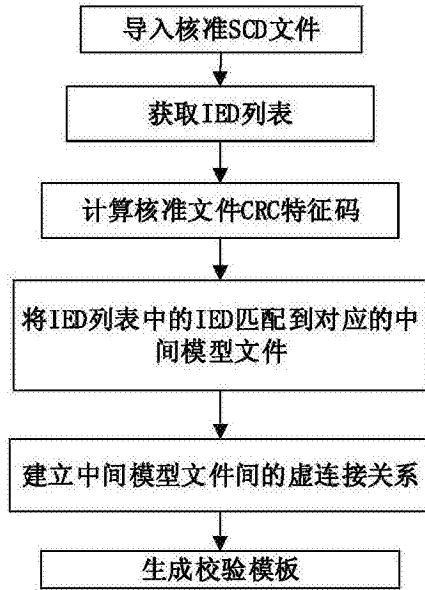 导入核准SCD文件
获取IED列表
计算核准文件CRC特征码
将IED列表中的IED匹配到对应的中
间模型文件
建立中间模型文件间的虚连接关系
生成校验模板